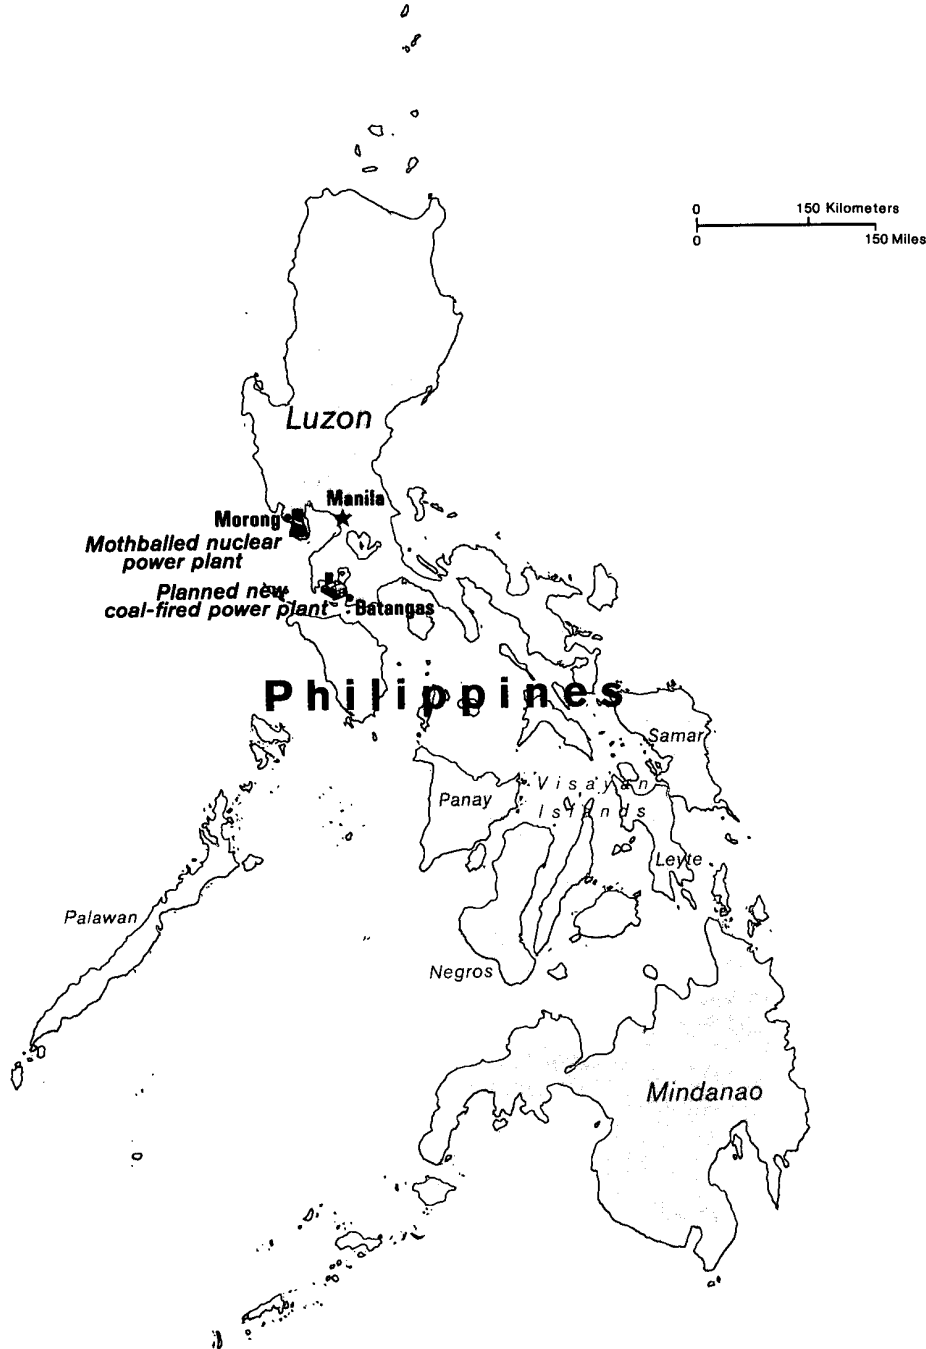 0 150 Kilometers
0 150 Miles
Luzon
Manila
Morong
Mothballed nuclear
power plant
Planned new
coal-fired power plant
Batangas
Philippines
Samar
Visayan
Islands
Panay
Leyte
Palawan
Negros
Mindanao